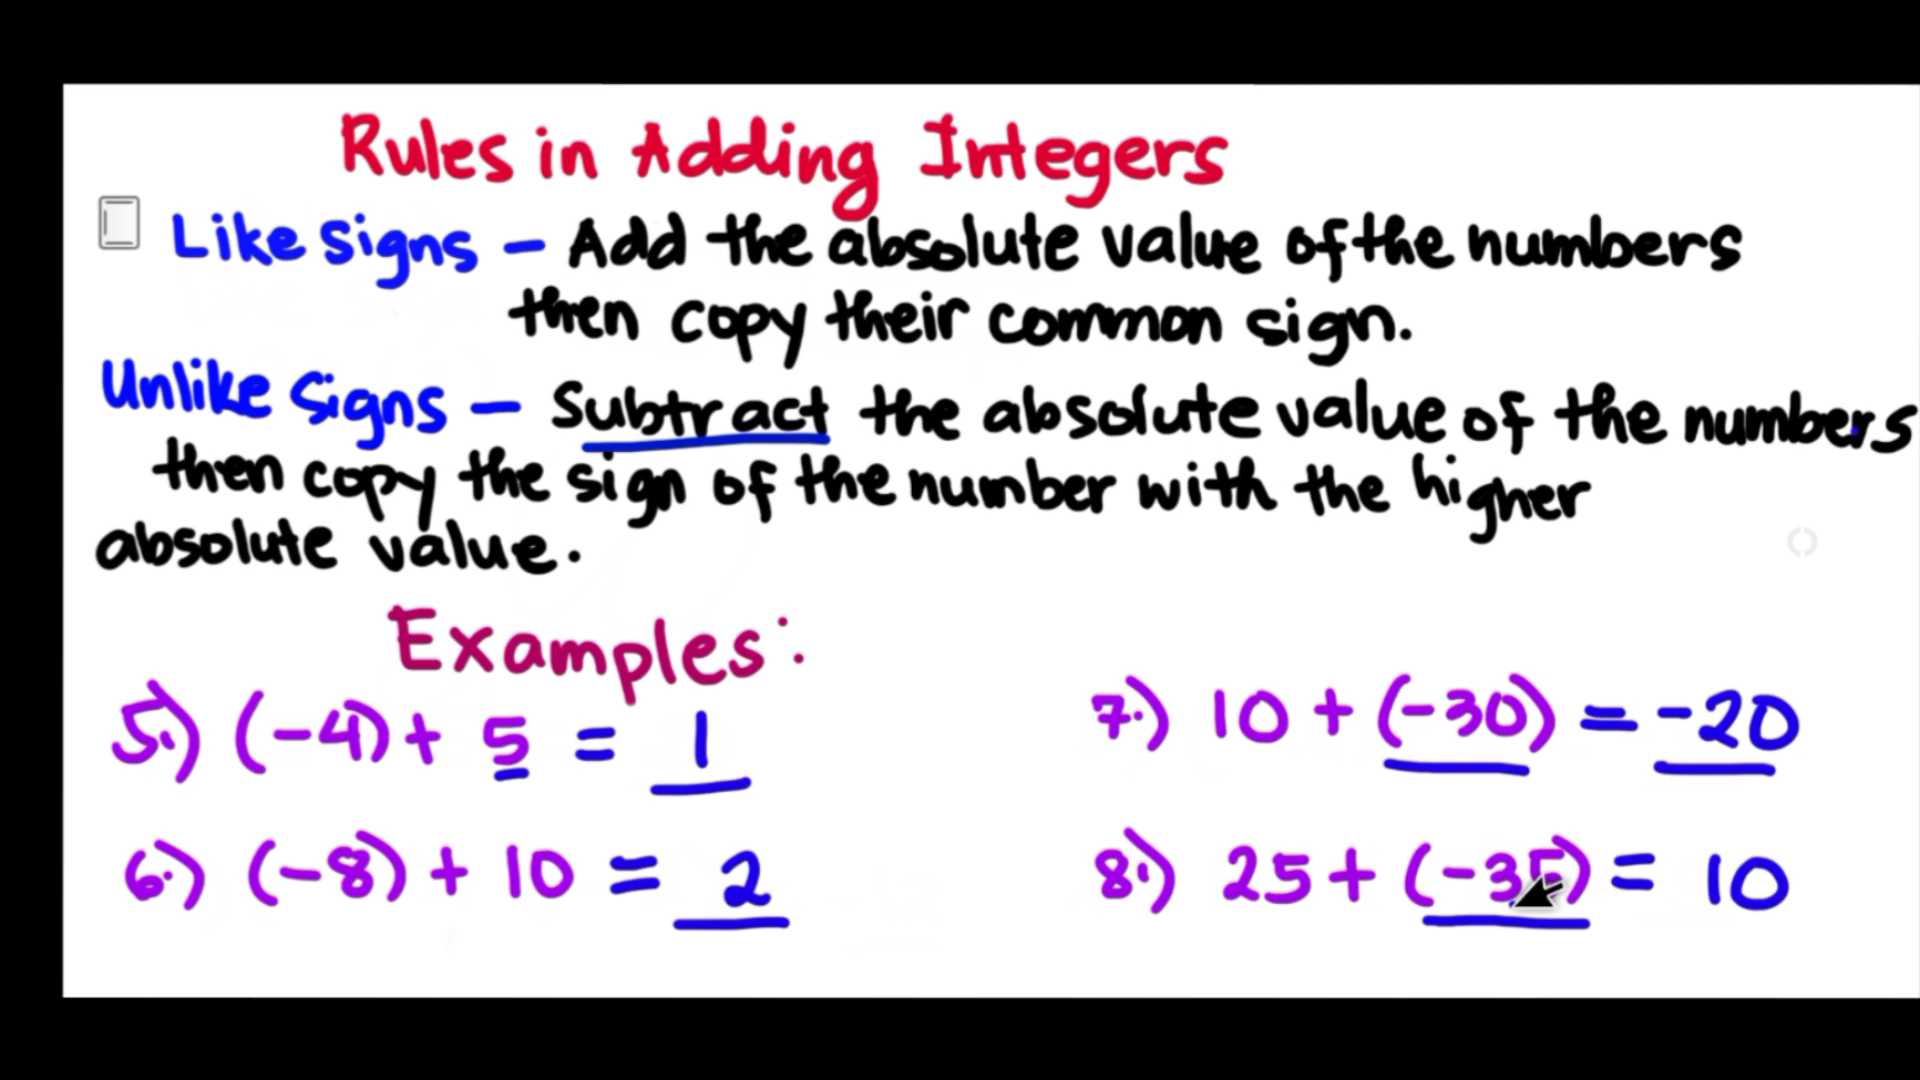 Rules in Adding Integers
Like Signs - Add the absolute value of the numbers
then copy their common sign.
Unlike Signs - Subtract the absolute value of the numbers
then copy the sign of the number with the higher
absolute value.
Examples:
5.) (-4) + 5 = 1
6.) (-8) + 10 = 2
7.) 10 + (-30) = -20
8.) 25 + (-35) = 10